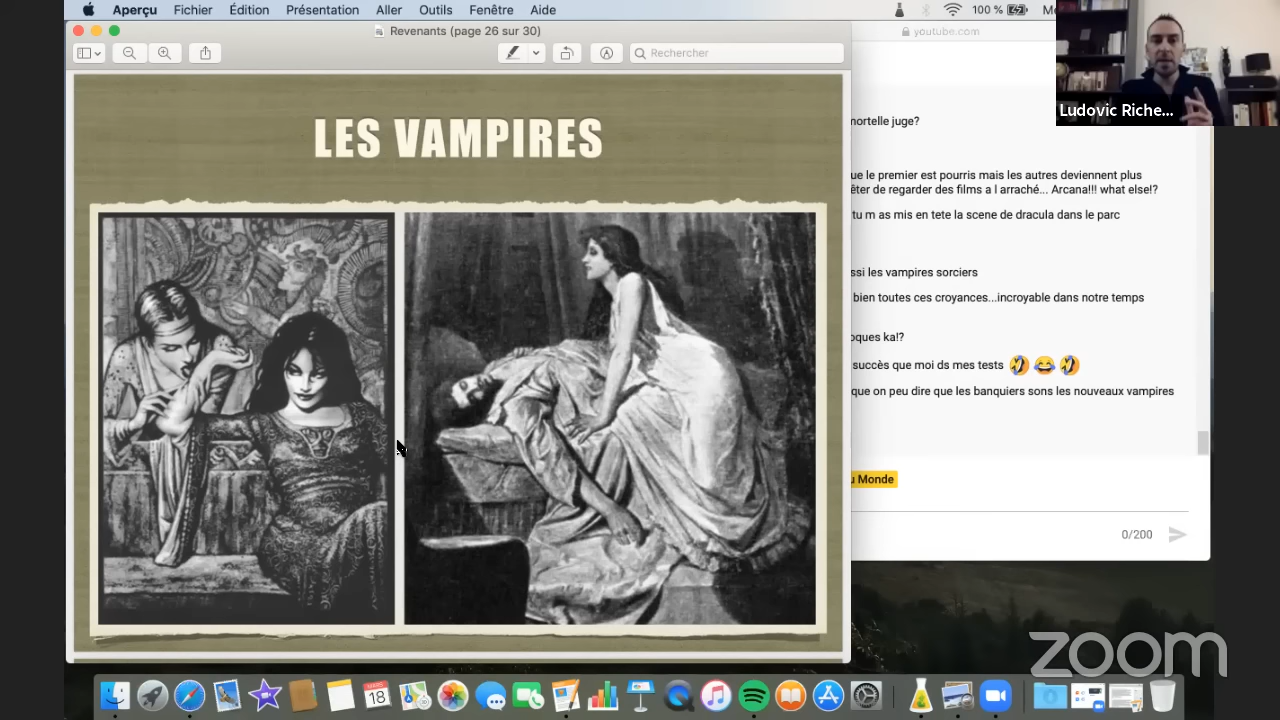 Aperçu Fichier Édition Présentation Aller Outils Fenêtre Aide 100 %
Revenants (page 26 sur 30)
Rechercher
youtube.com
Ludovic Riche...
LES VAMPIRES
mortelle juge?
ue le premier est pourris mais les autres deviennent plus
êter de regarder des films a l arraché... Arcana!!! what else!?
tu m as mis en tete la scene de dracula dans le parc
ssi les vampires sorciers
bien toutes ces croyances...incroyable dans notre temps
oques ka!?
succès que moi ds mes tests 🤣 😂 🤣
que on peu dire que les banquiers sons les nouveaux vampires
u Monde
0/200
zoom
MARS
18